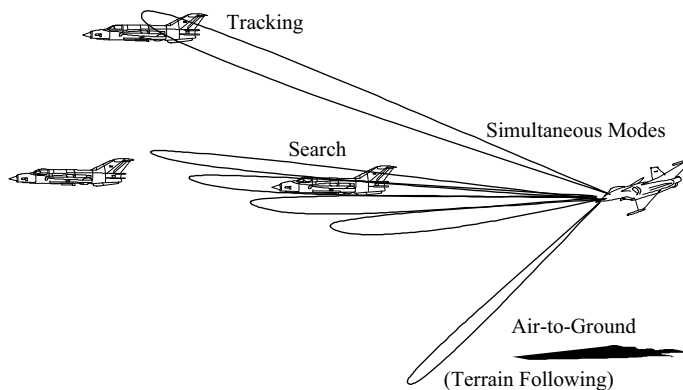 Tracking
Simultaneous Modes
Search
Air-to-Ground
(Terrain Following)